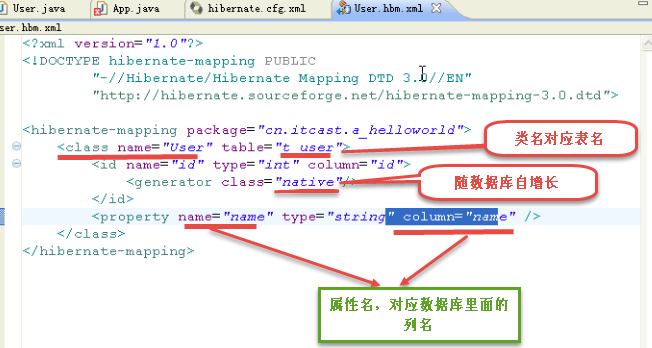 User.java App.java hibernate.cfg.xml User.hbm.xml
ser.hbm.xml
<?xml version="1.0"?>
<!DOCTYPE hibernate-mapping PUBLIC
"-//Hibernate/Hibernate Mapping DTD 3.0//EN"
"http://hibernate.sourceforge.net/hibernate-mapping-3.0.dtd">
<hibernate-mapping package="cn.itcast.a_helloworld">
<class name="User" table="t_user">
类名对应表名
<id name="id" type="int" column="id">
<generator class="native"/>
随数据库自增长
</id>
<property name="name" type="string" column="name" />
</class>
</hibernate-mapping>
属性名，对应数据库里面的
列名